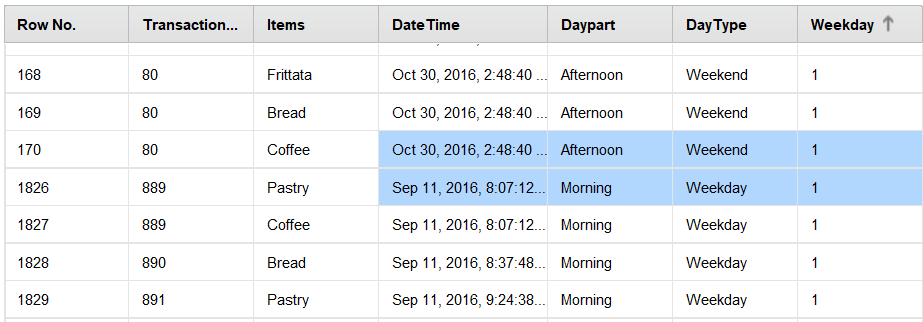 Row No. Transaction... Items DateTime Daypart DayType Weekday
168 80 Frittata Oct 30, 2016, 2:48:40 ... Afternoon Weekend 1
169 80 Bread Oct 30, 2016, 2:48:40 ... Afternoon Weekend 1
170 80 Coffee Oct 30, 2016, 2:48:40 ... Afternoon Weekend 1
1826 889 Pastry Sep 11, 2016, 8:07:12... Morning Weekday 1
1827 889 Coffee Sep 11, 2016, 8:07:12... Morning Weekday 1
1828 890 Bread Sep 11, 2016, 8:37:48... Morning Weekday 1
1829 891 Pastry Sep 11, 2016, 9:24:38... Morning Weekday 1